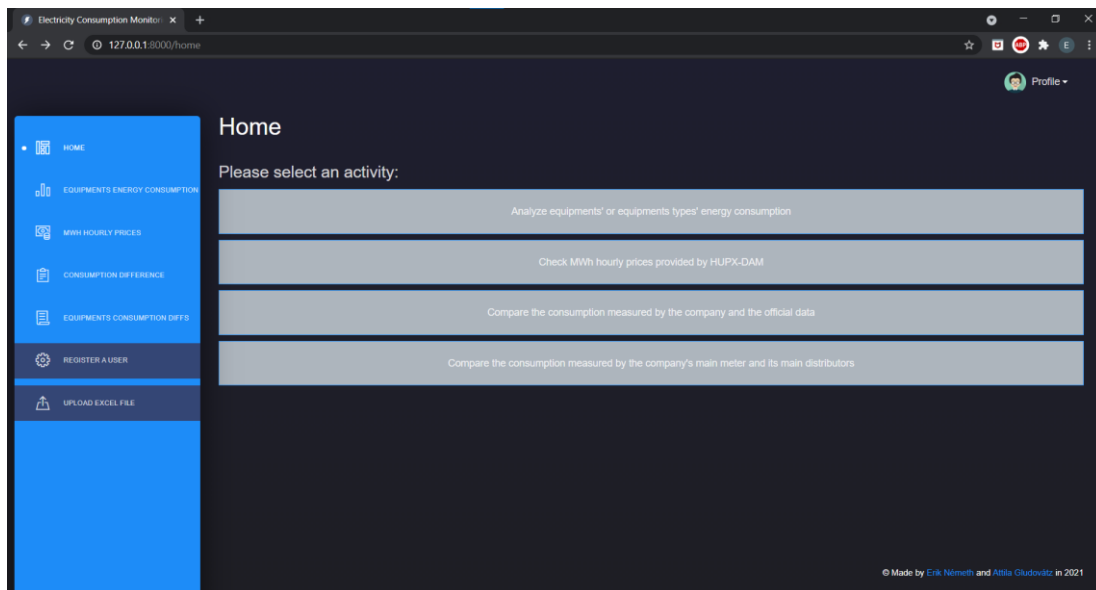 Electricity Consumption Monitori
127.0.0.1:8000/home
ABP
E
Profile
HOME
EQUIPMENTS ENERGY CONSUMPTION
MWH HOURLY PRICES
CONSUMPTION DIFFERENCE
EQUIPMENTS CONSUMPTION DIFFS
REGISTER A USER
UPLOAD EXCEL FILE
Home
Please select an activity:
Analyze equipments' or equipments types' energy consumption
Check MWh hourly prices provided by HUPX-DAM
Compare the consumption measured by the company and the official data
Compare the consumption measured by the company's main meter and its main distributors
© Made by Erik Németh and Attila Gludovátz in 2021